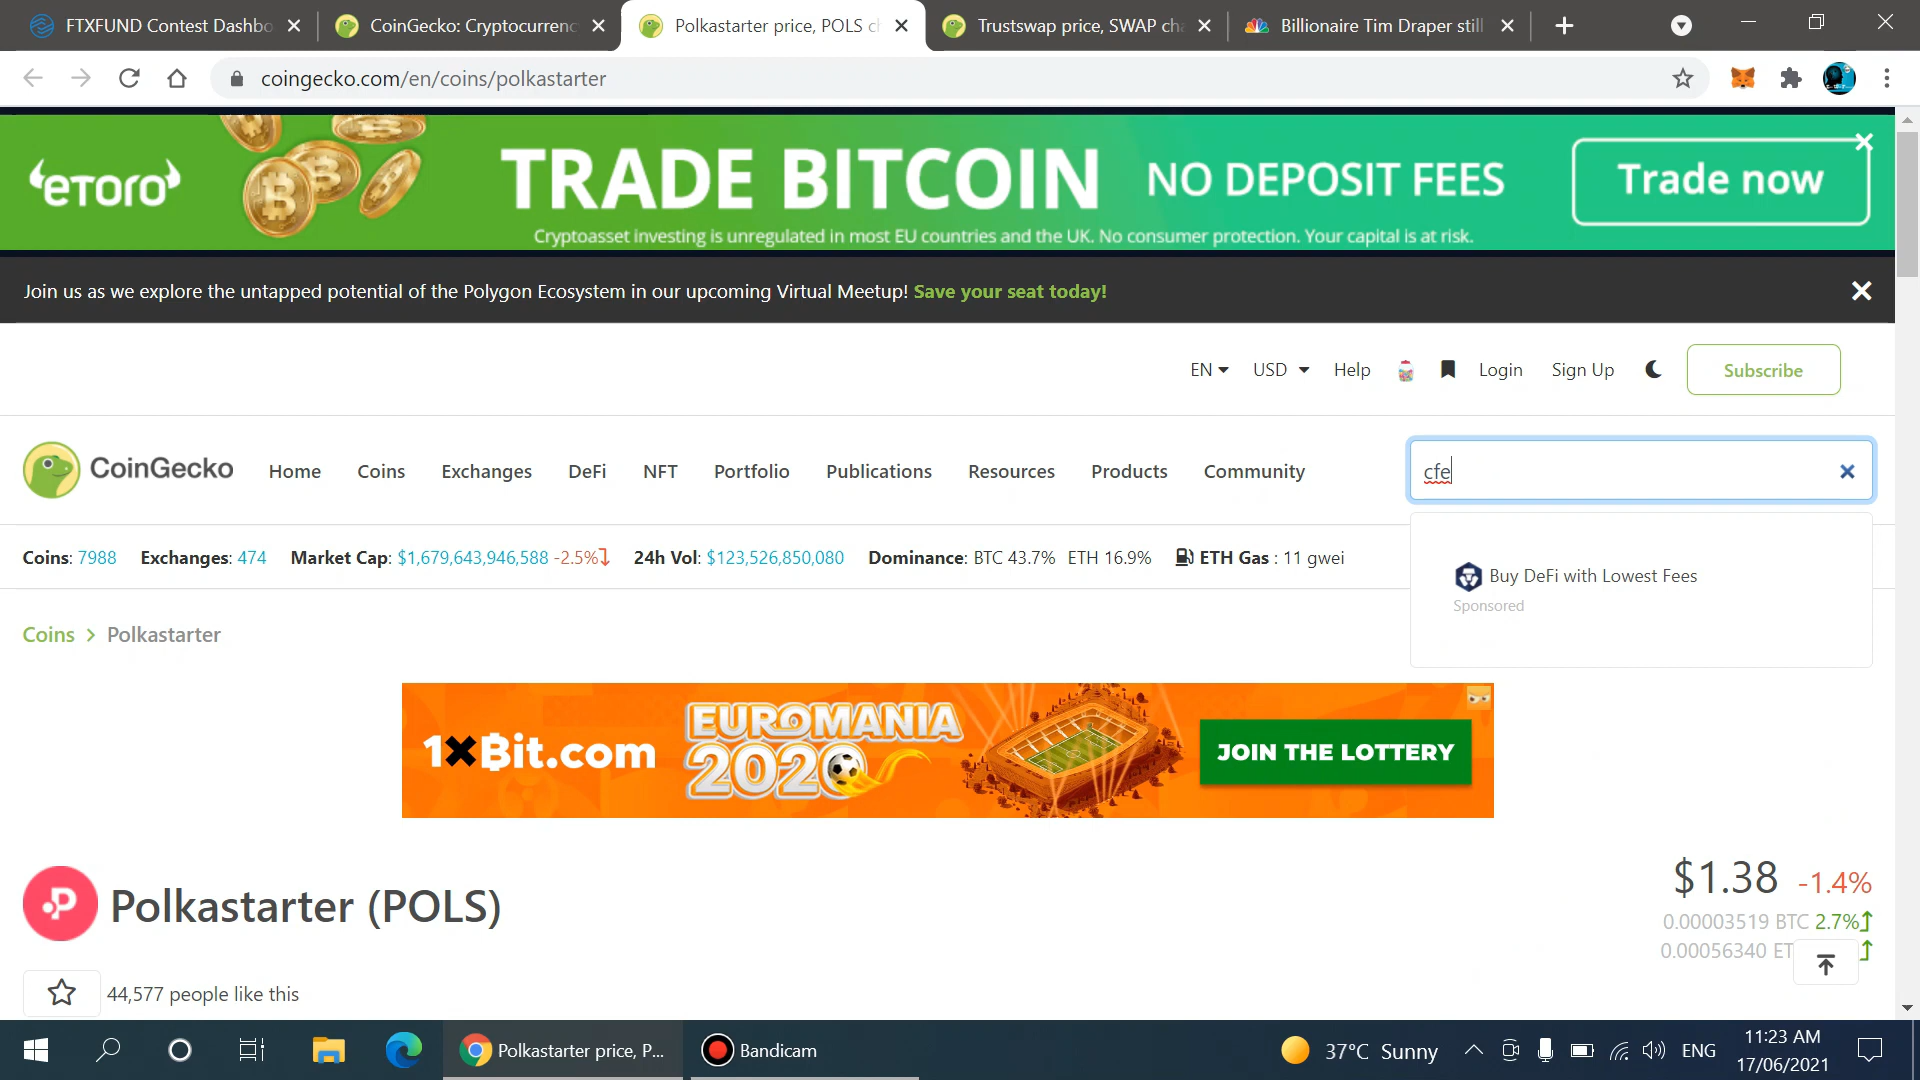 FTXFUND Contest Dashbo
CoinGecko: Cryptocurrenc
Polkastarter price, POLS ch
Trustswap price, SWAP cha
Billionaire Tim Draper still
coingecko.com/en/coins/polkastarter
eTORO
TRADE BITCOIN
NO DEPOSIT FEES
Trade now
Cryptoasset investing is unregulated in most EU countries and the UK. No consumer protection. Your capital is at risk.
Join us as we explore the untapped potential of the Polygon Ecosystem in our upcoming Virtual Meetup! Save your seat today!
EN USD Help Login Sign Up Subscribe
CoinGecko Home Coins Exchanges DeFi NFT Portfolio Publications Resources Products Community
cfe
Coins: 7988 Exchanges: 474 Market Cap: $1,679,643,946,588 -2.5% 24h Vol: $123,526,850,080 Dominance: BTC 43.7% ETH 16.9% ETH Gas : 11 gwei
Buy DeFi with Lowest Fees
Sponsored
Coins > Polkastarter
1xBit.com
EUROMANIA
2020
JOIN THE LOTTERY
Polkastarter (POLS)
$1.38 -1.4%
0.00003519 BTC 2.7%
0.00056340 ET
44,577 people like this
Polkastarter price, P...
Bandicam
37°C Sunny
ENG
11:23 AM
17/06/2021